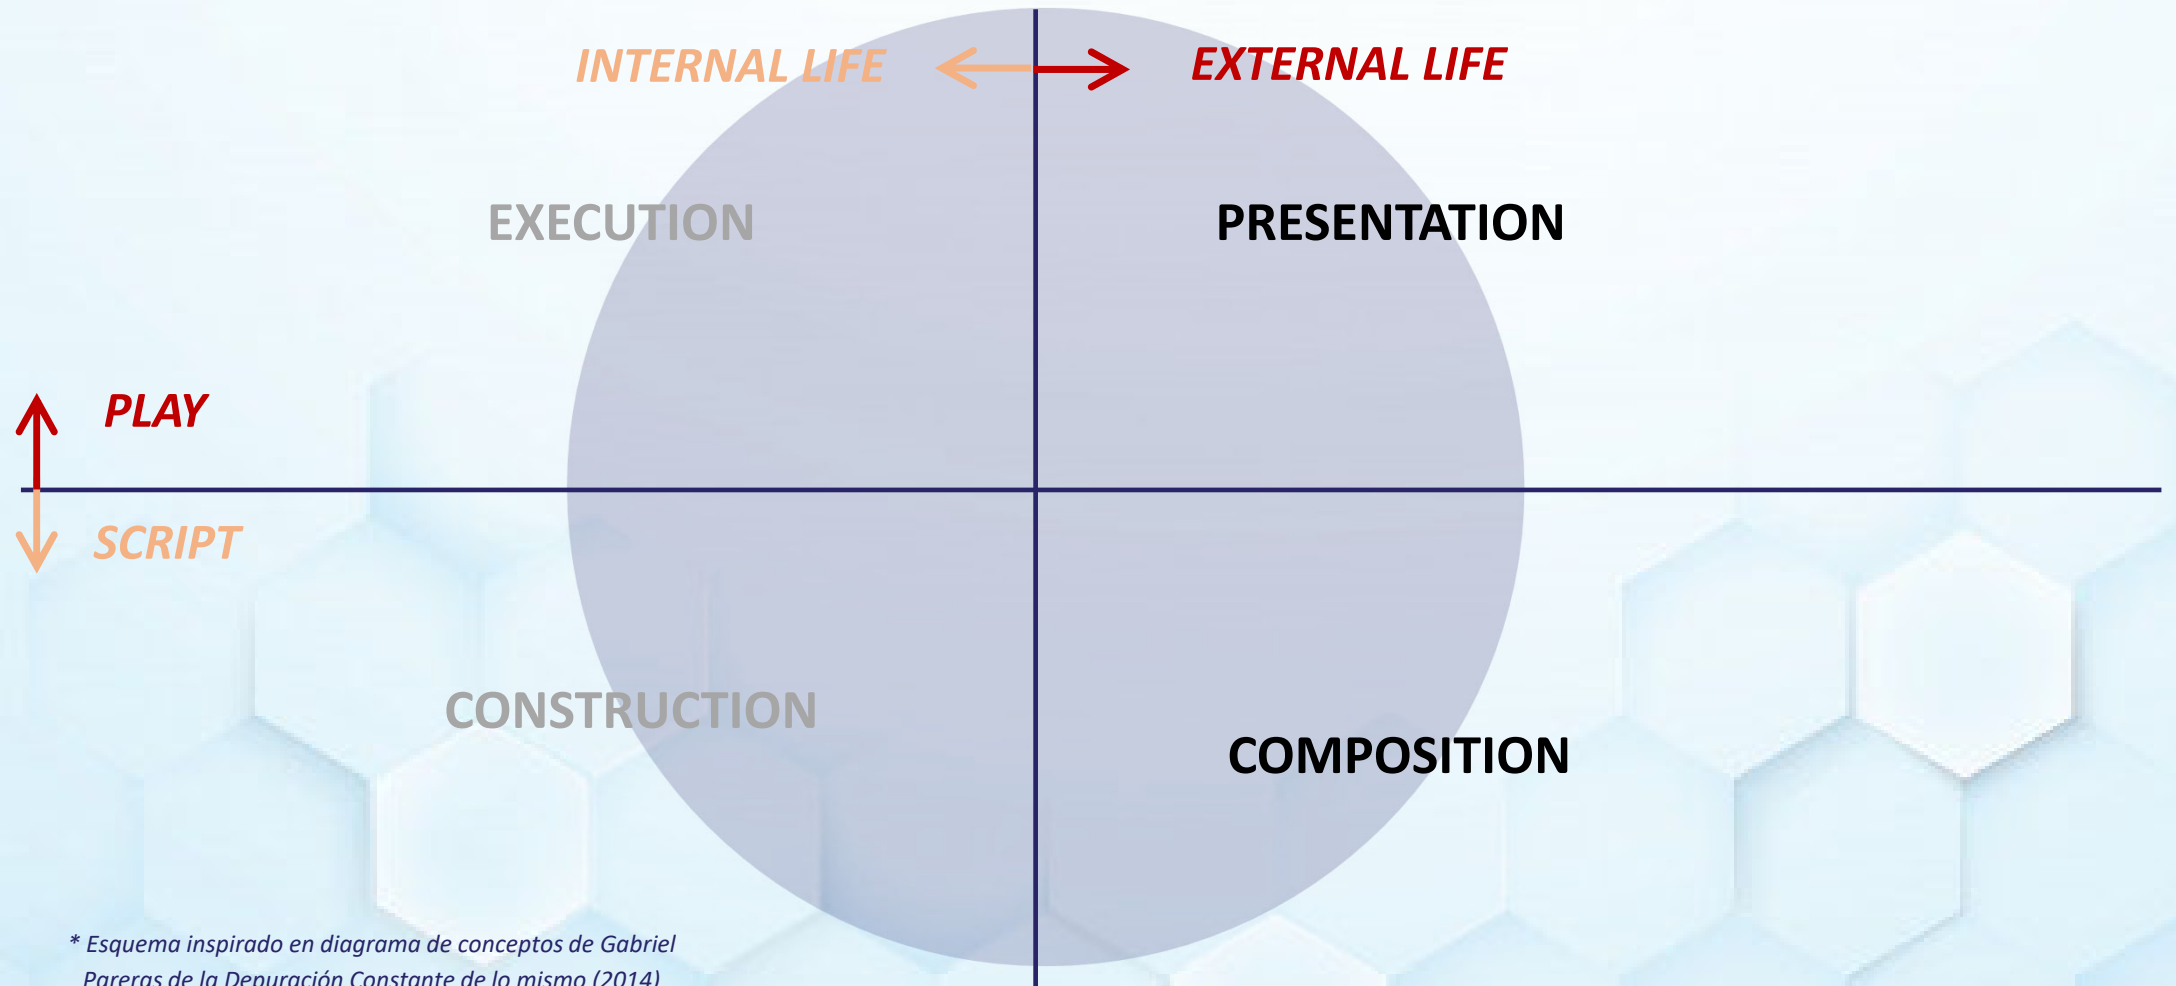 INTERNAL LIFE
EXTERNAL LIFE
EXECUTION
PRESENTATION
PLAY
SCRIPT
CONSTRUCTION
COMPOSITION
* Esquema inspirado en diagrama de conceptos de Gabriel
Pareras de la Depuración Constante de lo mismo (2014)